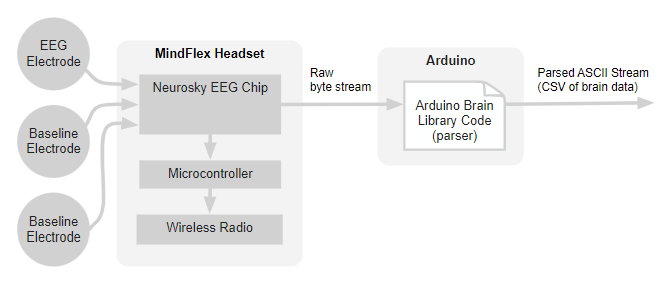 EEG
Electrode
Baseline
Electrode
Baseline
Electrode
MindFlex Headset
Neurosky EEG Chip
Microcontroller
Wireless Radio
Raw
byte stream
Arduino
Arduino Brain
Library Code
(parser)
Parsed ASCII Stream
(CSV of brain data)